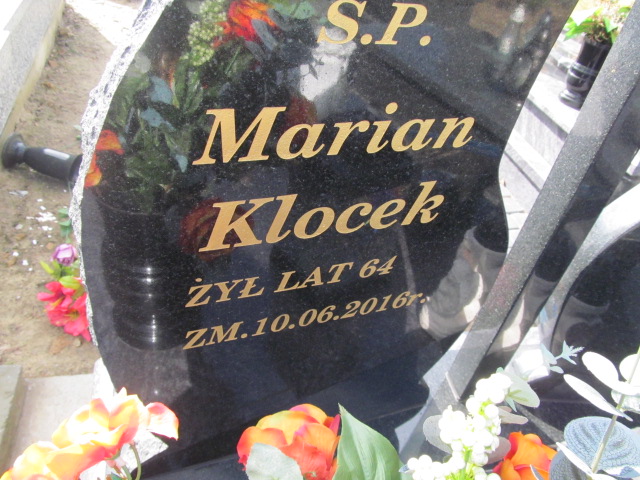 Ś.P.
Marian
Klocek
ŻYŁ LAT 64
ZM.10.06.2016r.